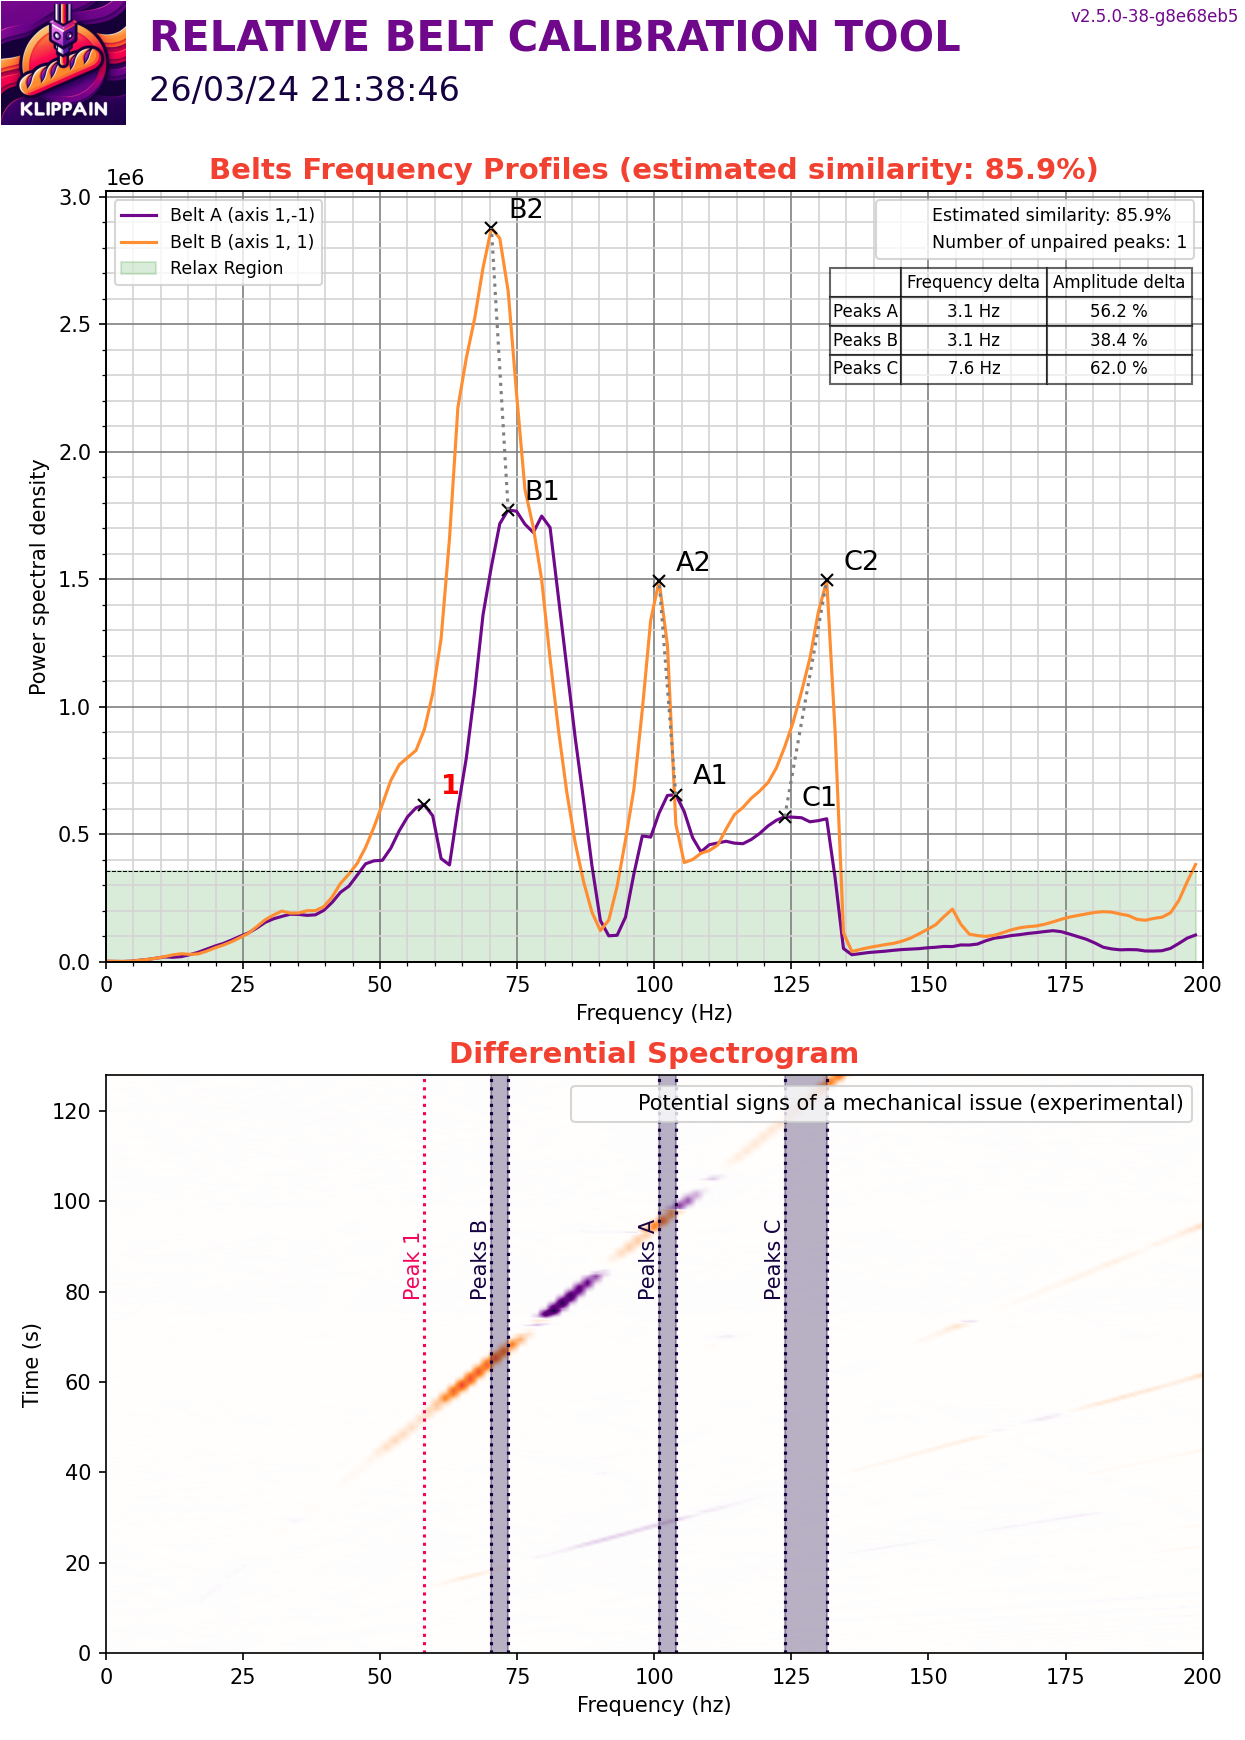 KLIPPAIN
RELATIVE BELT CALIBRATION TOOL
26/03/24 21:38:46
v2.5.0-38-g8e68eb5
Belts Frequency Profiles (estimated similarity: 85.9%)
1e6
Belt A (axis 1,-1)
Belt B (axis 1, 1)
Relax Region
Estimated similarity: 85.9%
Number of unpaired peaks: 1
Frequency delta Amplitude delta
Peaks A 3.1 Hz 56.2 %
Peaks B 3.1 Hz 38.4 %
Peaks C 7.6 Hz 62.0 %
B2
B1
A2
C2
A1
C1
1
3.0
2.5
2.0
1.5
1.0
0.5
0.0
Power spectral density
0 25 50 75 100 125 150 175 200
Frequency (Hz)
Differential Spectrogram
Potential signs of a mechanical issue (experimental)
Peak 1
Peaks B
Peaks A
Peaks C
120
100
80
60
40
20
0
Time (s)
0 25 50 75 100 125 150 175 200
Frequency (hz)